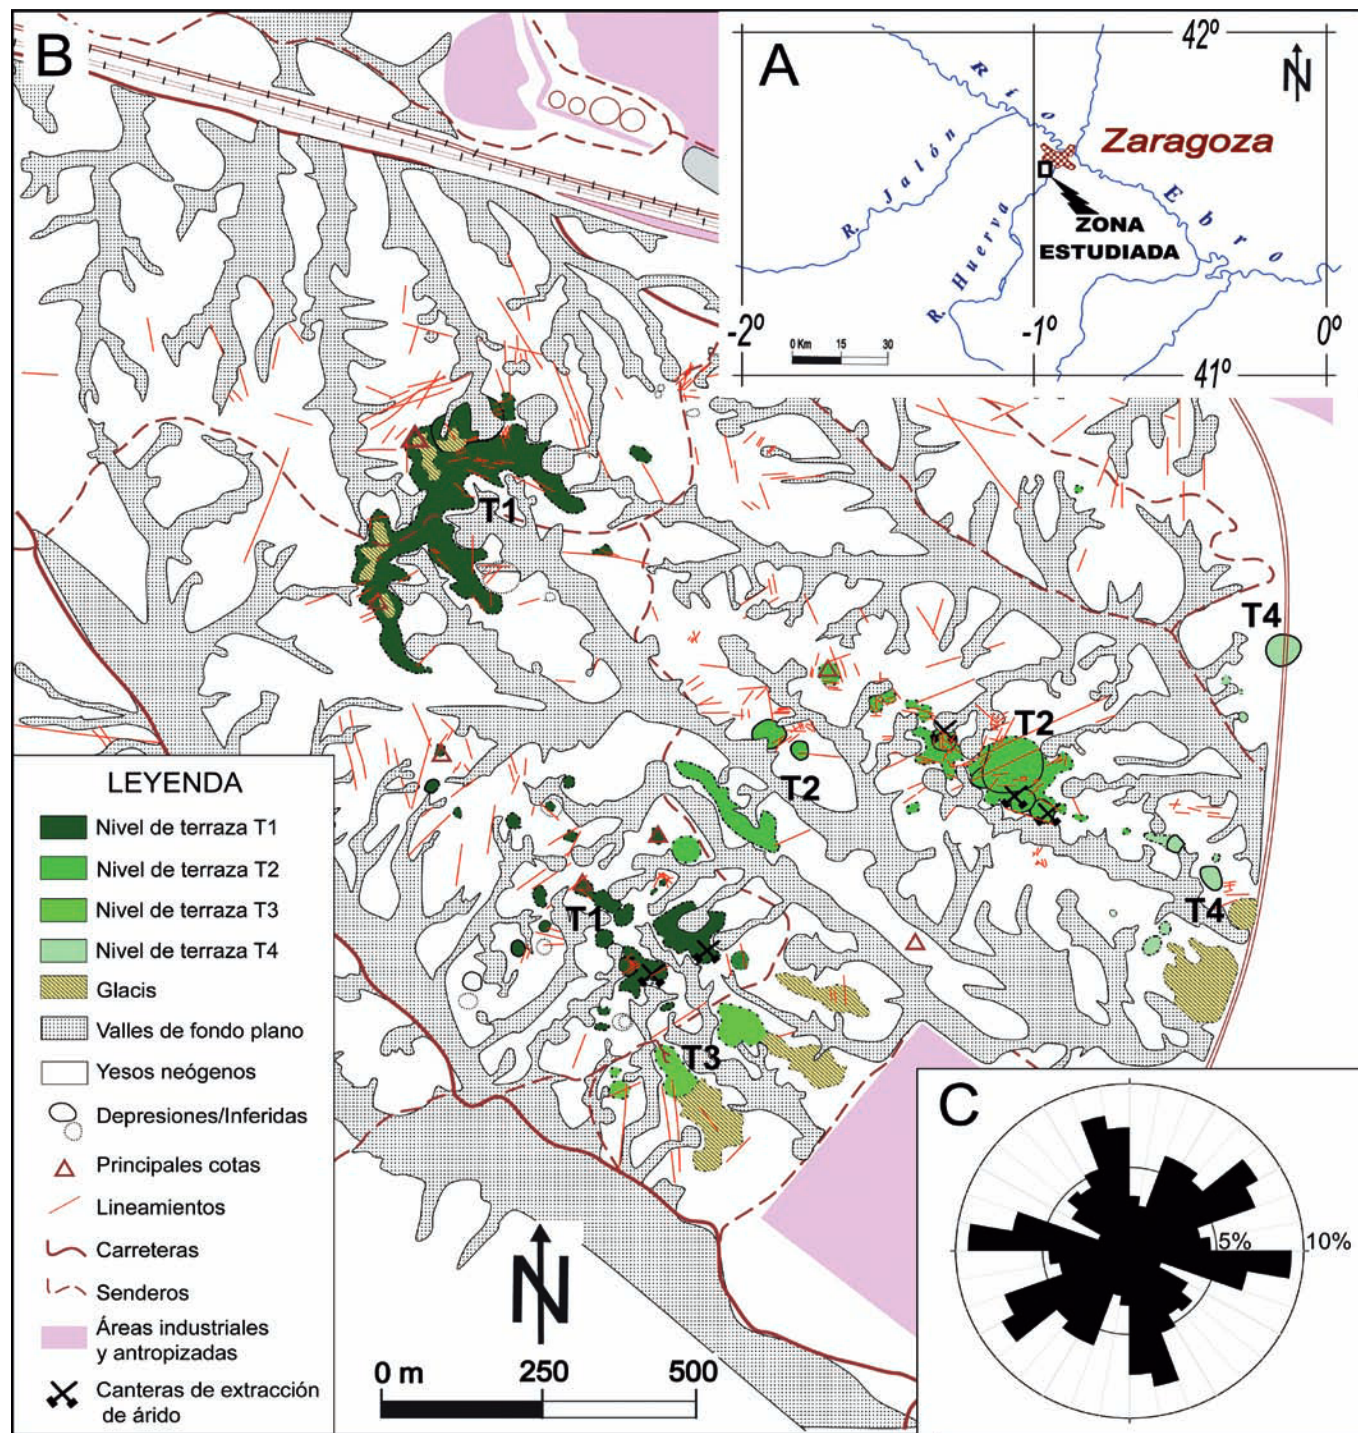 B
A
42º
N
Río
Zaragoza
R. Jalón
Ebro
R. Huerva
ZONA
ESTUDIADA
-2º
-1º
0º
0 Km
15
30
41º
T1
T4
T2
T2
T4
T1
T3
LEYENDA
Nivel de terraza T1
Nivel de terraza T2
Nivel de terraza T3
Nivel de terraza T4
Glacis
Valles de fondo plano
Yesos neógenos
Depresiones/Inferidas
Principales cotas
Lineamientos
Carreteras
Senderos
Áreas industriales
y antropizadas
Canteras de extracción
de árido
N
0 m
250
500
C
5%
10%